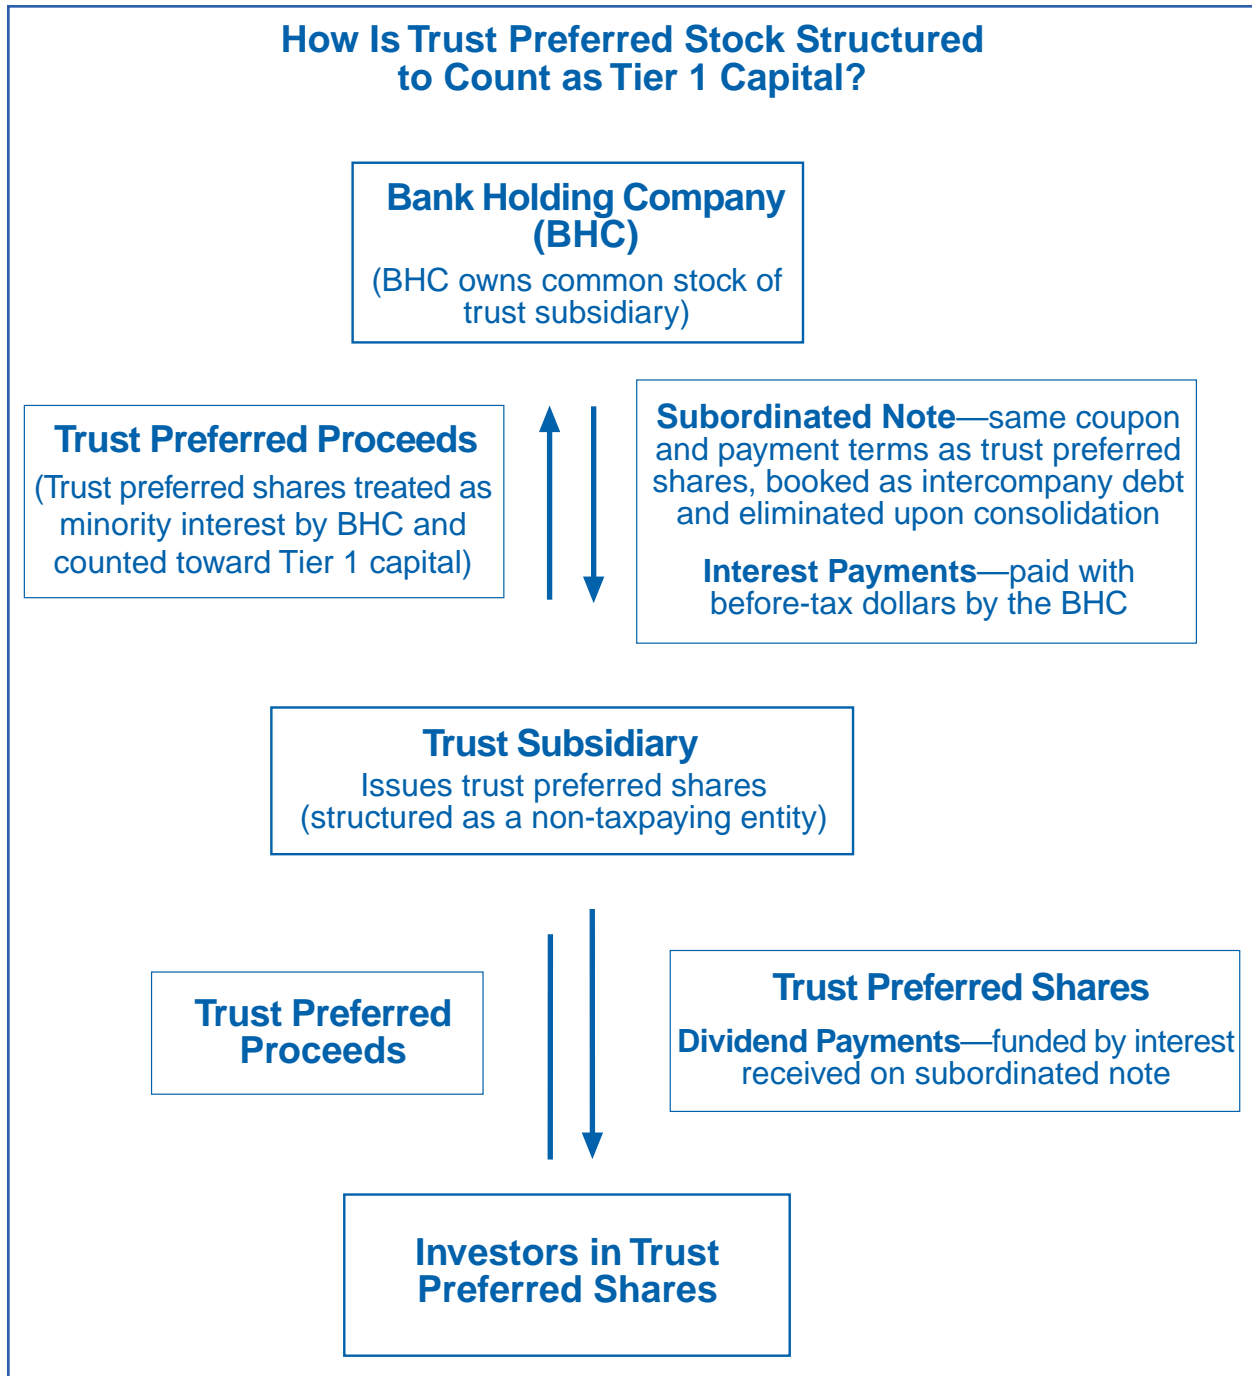 How Is Trust Preferred Stock Structured
to Count as Tier 1 Capital?
Bank Holding Company
(BHC)
(BHC owns common stock of
trust subsidiary)
Trust Preferred Proceeds
(Trust preferred shares treated as
minority interest by BHC and
counted toward Tier 1 capital)
Subordinated Note—same coupon
and payment terms as trust preferred
shares, booked as intercompany debt
and eliminated upon consolidation
Interest Payments—paid with
before-tax dollars by the BHC
Trust Subsidiary
Issues trust preferred shares
(structured as a non-taxpaying entity)
Trust Preferred
Proceeds
Trust Preferred Shares
Dividend Payments—funded by interest
received on subordinated note
Investors in Trust
Preferred Shares